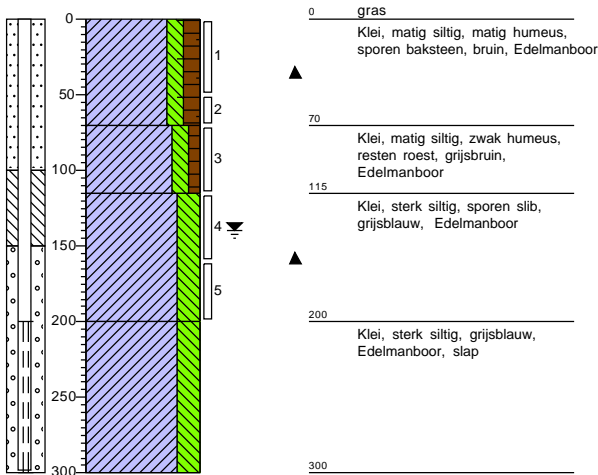 0
50
100
150
200
250
300
1
2
3
4
5
0
gras
Klei, matig siltig, matig humeus,
sporen baksteen, bruin, Edelmanboor
70
Klei, matig siltig, zwak humeus,
resten roest, grijsbruin,
Edelmanboor
115
Klei, sterk siltig, sporen slib,
grijsblauw, Edelmanboor
200
Klei, sterk siltig, grijsblauw,
Edelmanboor, slap
300